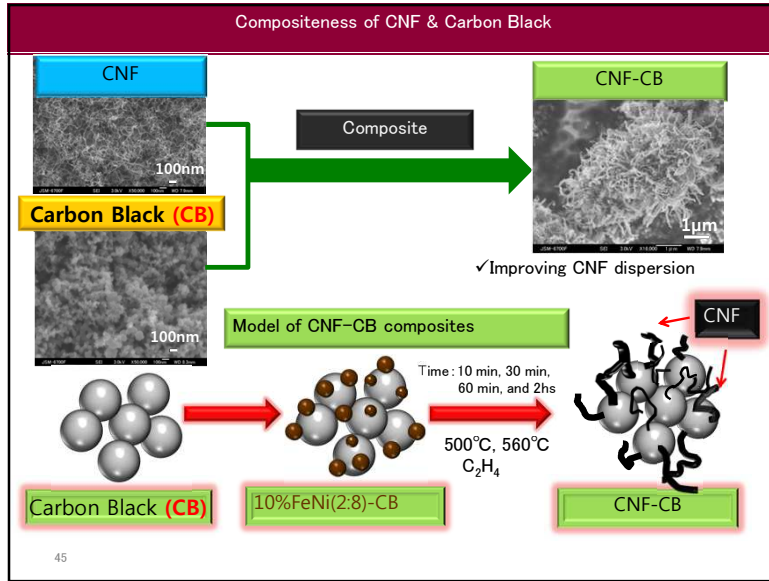 Compositeness of CNF & Carbon Black
CNF
100nm
Carbon Black (CB)
100nm
Composite
CNF-CB
1μm
✓Improving CNF dispersion
Model of CNF-CB composites
CNF
Time : 10 min, 30 min,
60 min, and 2hs
500℃, 560℃
C₂H₄
Carbon Black (CB)
10%FeNi(2:8)-CB
CNF-CB
45